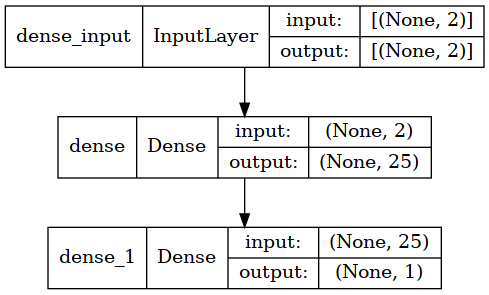 dense_input InputLayer input: [(None, 2)]
output: [(None, 2)]
dense Dense input: (None, 2)
output: (None, 25)
dense_1 Dense input: (None, 25)
output: (None, 1)